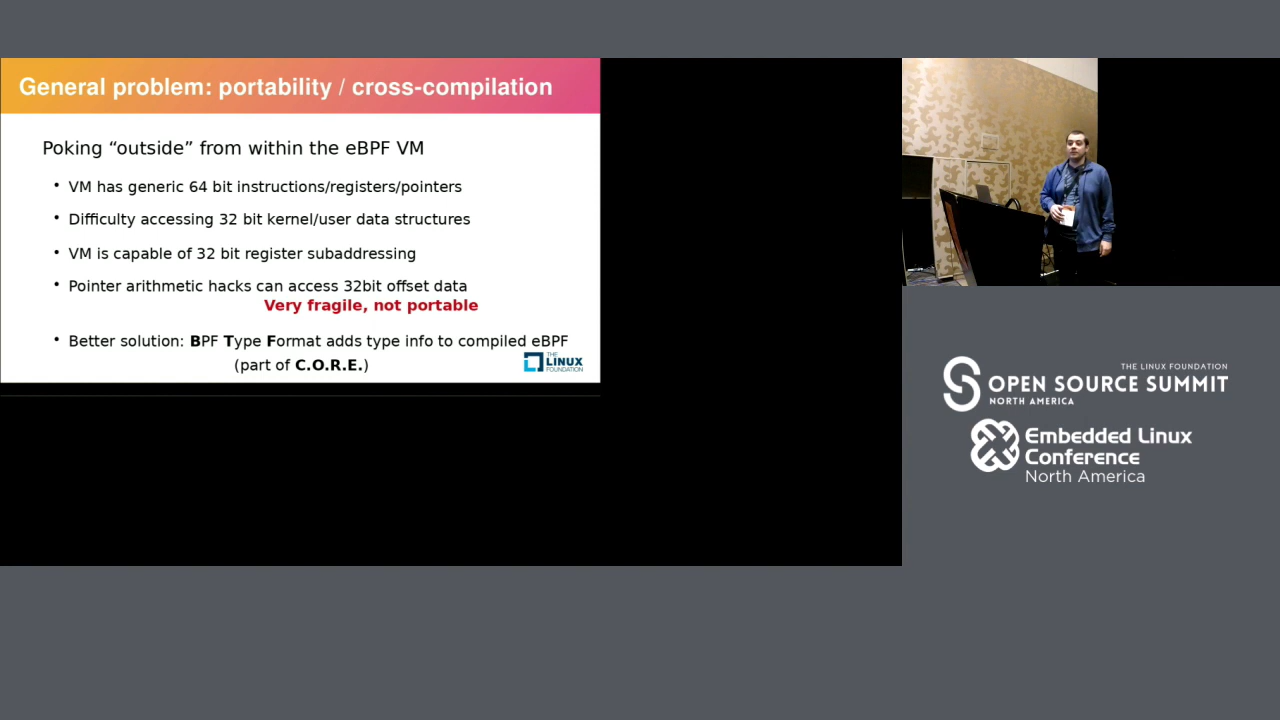 General problem: portability / cross-compilation
Poking “outside” from within the eBPF VM
• VM has generic 64 bit instructions/registers/pointers
• Difficulty accessing 32 bit kernel/user data structures
• VM is capable of 32 bit register subaddressing
• Pointer arithmetic hacks can access 32bit offset data
Very fragile, not portable
• Better solution: BPF Type Format adds type info to compiled eBPF
(part of C.O.R.E.)
THE
LINUX
FOUNDATION
THE LINUX FOUNDATION
OPEN SOURCE SUMMIT
NORTH AMERICA
Embedded Linux
Conference
North America